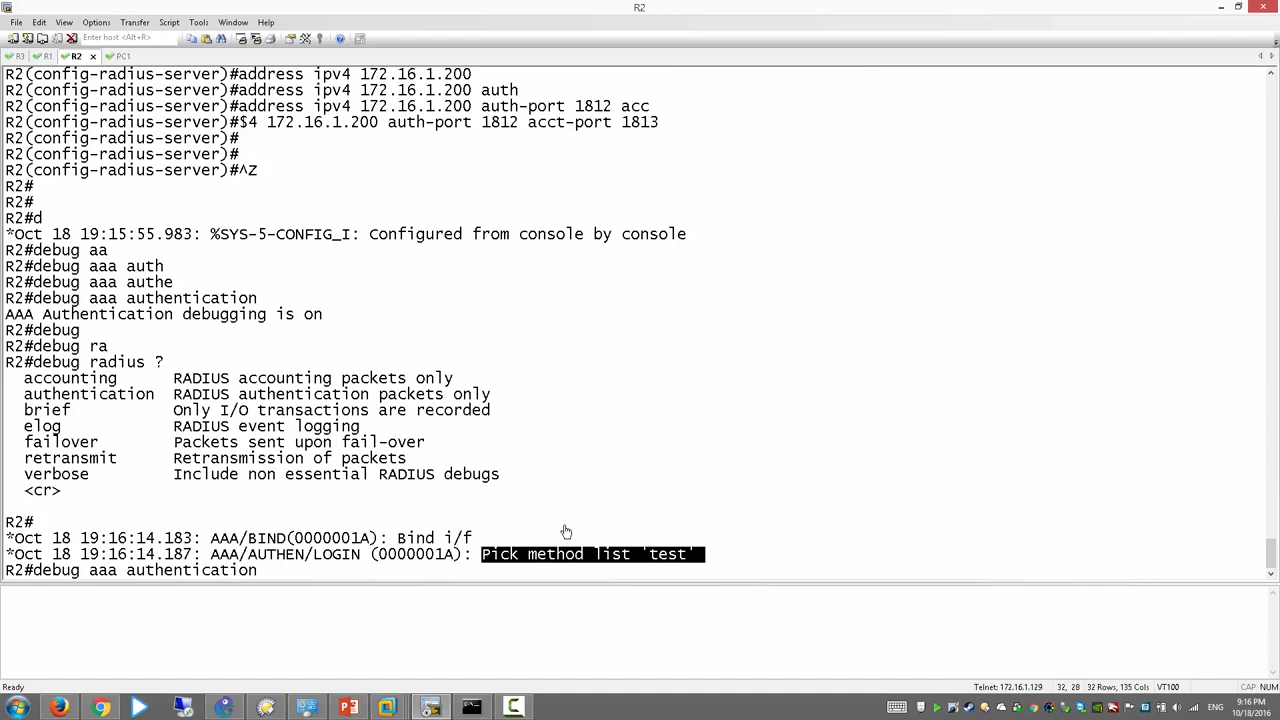 R2
File Edit View Options Transfer Script Tools Window Help
Enter host <Alt+R>
R3 R1 R2 PC1
R2(config-radius-server)#address ipv4 172.16.1.200
R2(config-radius-server)#address ipv4 172.16.1.200 auth
R2(config-radius-server)#address ipv4 172.16.1.200 auth-port 1812 acc
R2(config-radius-server)#$4 172.16.1.200 auth-port 1812 acct-port 1813
R2(config-radius-server)#
R2(config-radius-server)#
R2(config-radius-server)#^Z
R2#
R2#
R2#d
*Oct 18 19:15:55.983: %SYS-5-CONFIG_I: Configured from console by console
R2#debug aa
R2#debug aaa auth
R2#debug aaa authe
R2#debug aaa authentication
AAA Authentication debugging is on
R2#debug
R2#debug ra
R2#debug radius ?
accounting RADIUS accounting packets only
authentication RADIUS authentication packets only
brief Only I/O transactions are recorded
elog RADIUS event logging
failover Packets sent upon fail-over
retransmit Retransmission of packets
verbose Include non essential RADIUS debugs
<cr>
R2#
*Oct 18 19:16:14.183: AAA/BIND(0000001A): Bind i/f
*Oct 18 19:16:14.187: AAA/AUTHEN/LOGIN (0000001A): Pick method list 'test'
R2#debug aaa authentication
Ready Telnet: 172.16.1.129 32, 28 32 Rows, 135 Cols VT100 CAP NUM
ENG 9:16 PM
10/18/2016